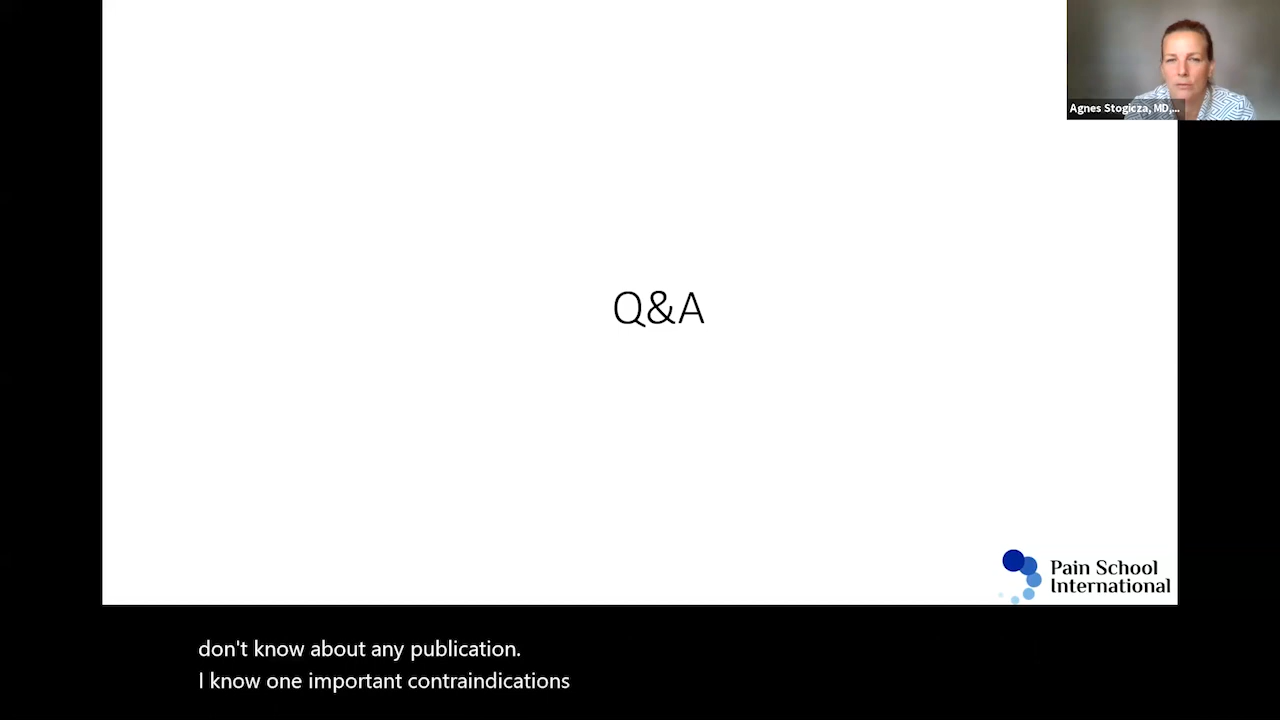 Agnes Stogicza, MD,...
Q&A
Pain School
International
don't know about any publication.
I know one important contraindications